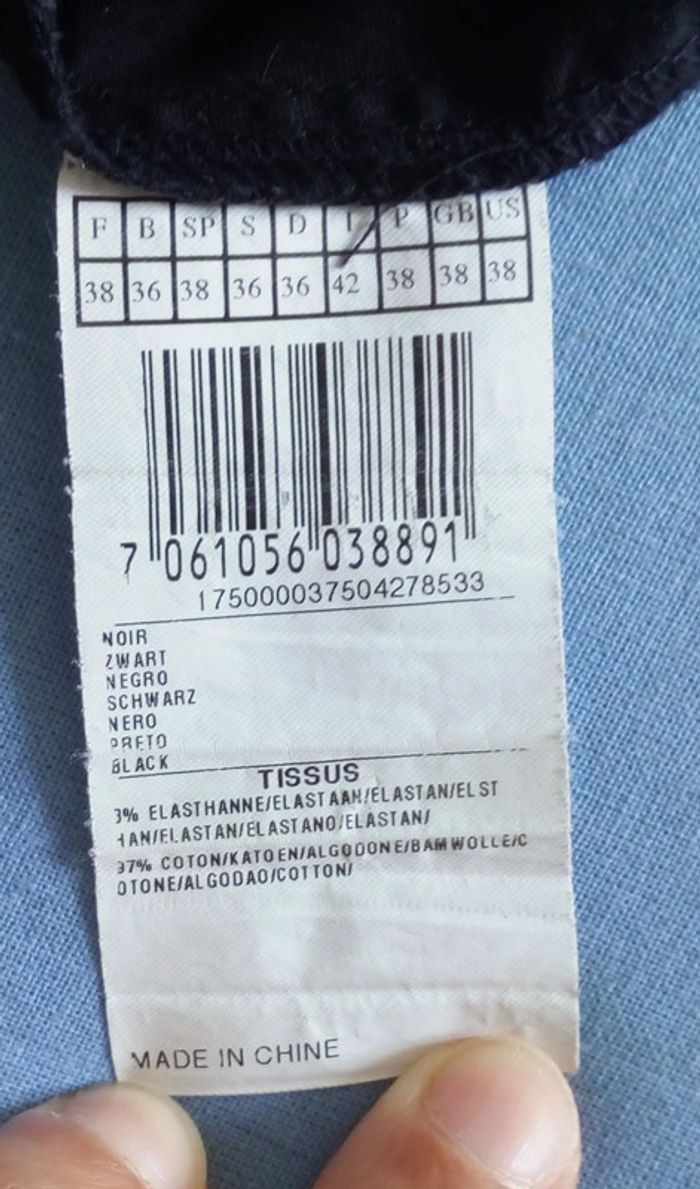 F B SP S D I P GB US
38 36 38 36 36 42 38 38 38
7 061056 038891
175000037504278533
NOIR
ZWART
NEGRO
SCHWARZ
NERO
PRETO
BLACK
TISSUS
3% ELASTHANNE/ELASTAAN/ELASTAN/ELST
AN/ELASTAN/ELASTANO/ELASTAN/
97% COTON/KATOEN/ALGODONE/BAMWOLLE/C
OTONE/ALGODAO/COTTON/
MADE IN CHINE